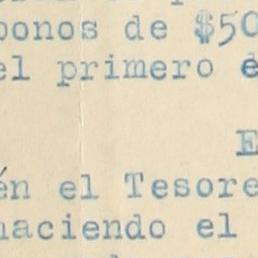 bonos de $50
el primero e
E
én el Tesore
haciendo el